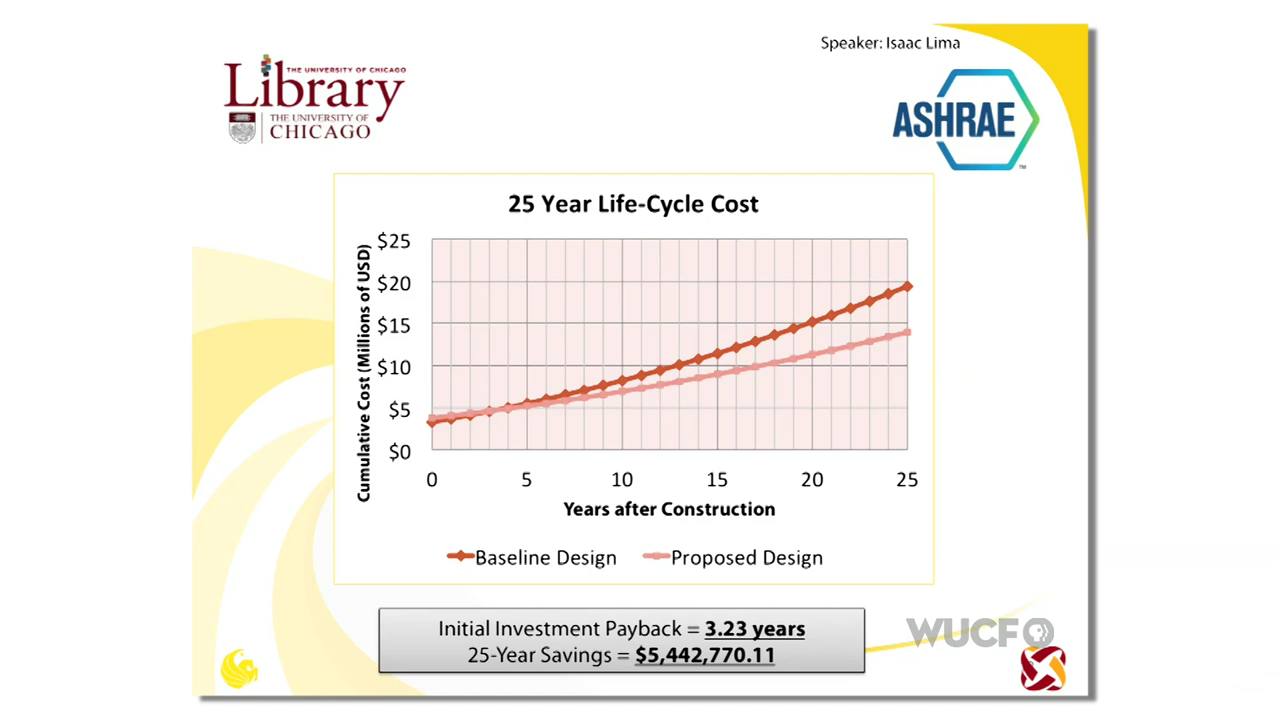 Speaker: Isaac Lima
THE UNIVERSITY OF CHICAGO
Library
THE UNIVERSITY OF
CHICAGO
ASHRAE™
25 Year Life-Cycle Cost
Cumulative Cost (Millions of USD)
$25
$20
$15
$10
$5
$0
0 5 10 15 20 25
Years after Construction
Baseline Design Proposed Design
Initial Investment Payback = 3.23 years
25-Year Savings = $5,442,770.11
WUCF